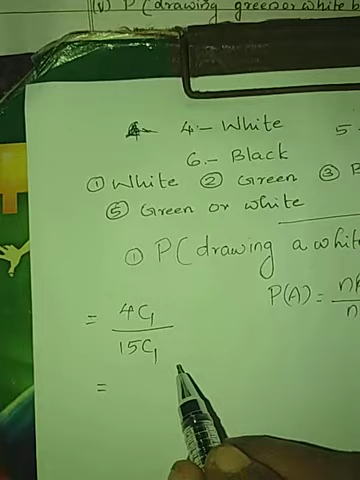 (v) P(drawing green or white b
4 - White 5
6 - Black
① White ② Green ③ B
⑤ Green or white
① P(drawing a white
P(A) = n
= 4C1
15C1
=